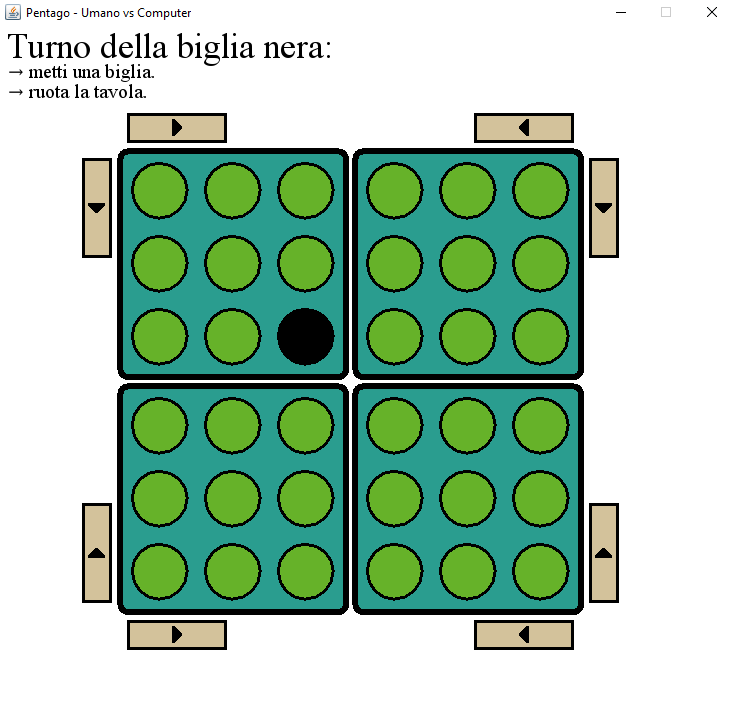 Pentago - Umano vs Computer
Turno della biglia nera:
→ metti una biglia.
→ ruota la tavola.